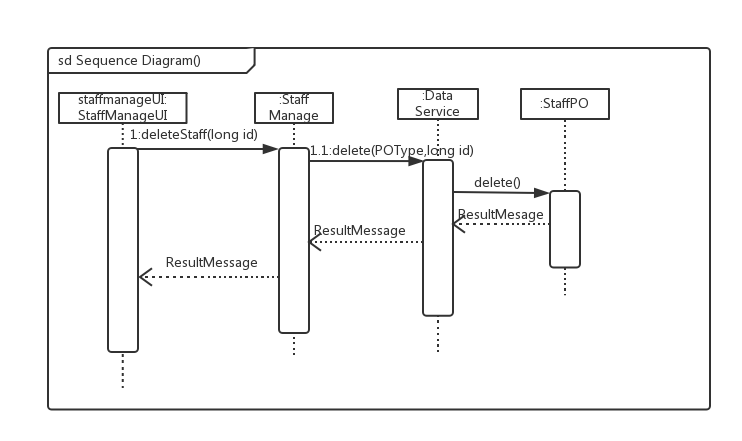 sd Sequence Diagram()
staffmanageUI:
StaffManageUI
:Staff
Manage
:Data
Service
:StaffPO
1:deleteStaff(long id)
1.1:delete(POType,long id)
delete()
ResultMesage
ResultMessage
ResultMessage